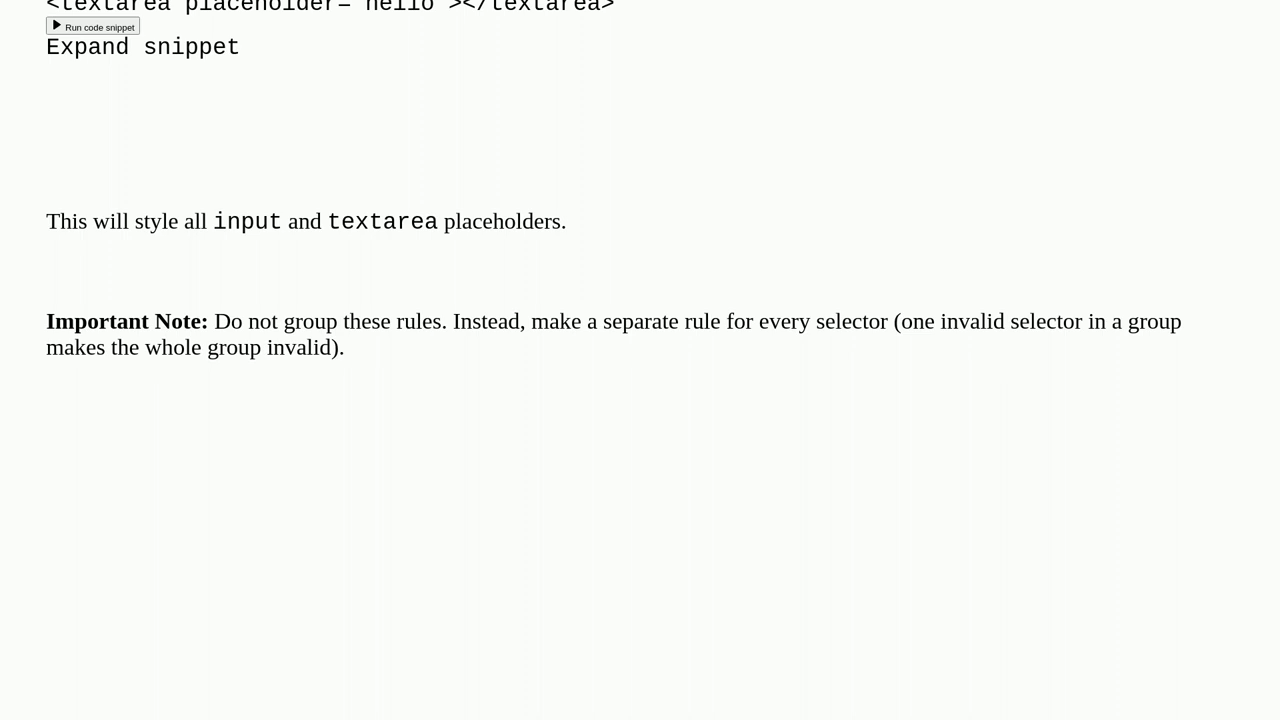 <textarea placeholder="hello"></textarea>
Run code snippet
Expand snippet
This will style all input and textarea placeholders.
Important Note: Do not group these rules. Instead, make a separate rule for every selector (one invalid selector in a group
makes the whole group invalid).